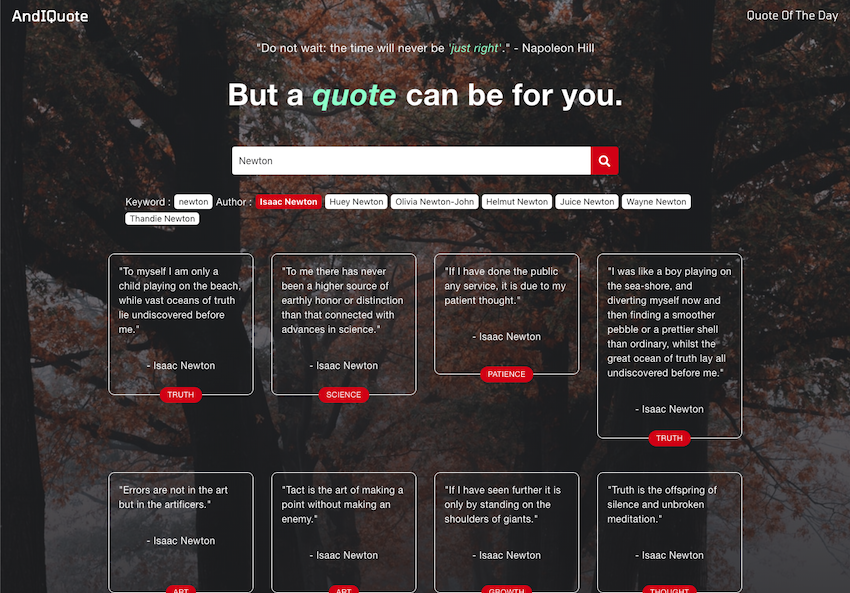 AndIQuote
Quote Of The Day
"Do not wait: the time will never be 'just right'." - Napoleon Hill
But a quote can be for you.
Newton
Keyword : newton Author : Isaac Newton Huey Newton Olivia Newton-John Helmut Newton Juice Newton Wayne Newton
Thandie Newton
"To myself I am only a
child playing on the beach,
while vast oceans of truth
lie undiscovered before
me."
- Isaac Newton
TRUTH
"To me there has never
been a higher source of
earthly honor or distinction
than that connected with
advances in science."
- Isaac Newton
SCIENCE
"If I have done the public
any service, it is due to my
patient thought."
- Isaac Newton
PATIENCE
"I was like a boy playing on
the sea-shore, and
diverting myself now and
then finding a smoother
pebble or a prettier shell
than ordinary, whilst the
great ocean of truth lay all
undiscovered before me."
- Isaac Newton
TRUTH
"Errors are not in the art
but in the artificers."
- Isaac Newton
ART
"Tact is the art of making a
point without making an
enemy."
- Isaac Newton
ART
"If I have seen further it is
only by standing on the
shoulders of giants."
- Isaac Newton
GROWTH
"Truth is the offspring of
silence and unbroken
meditation."
- Isaac Newton
THOUGHT